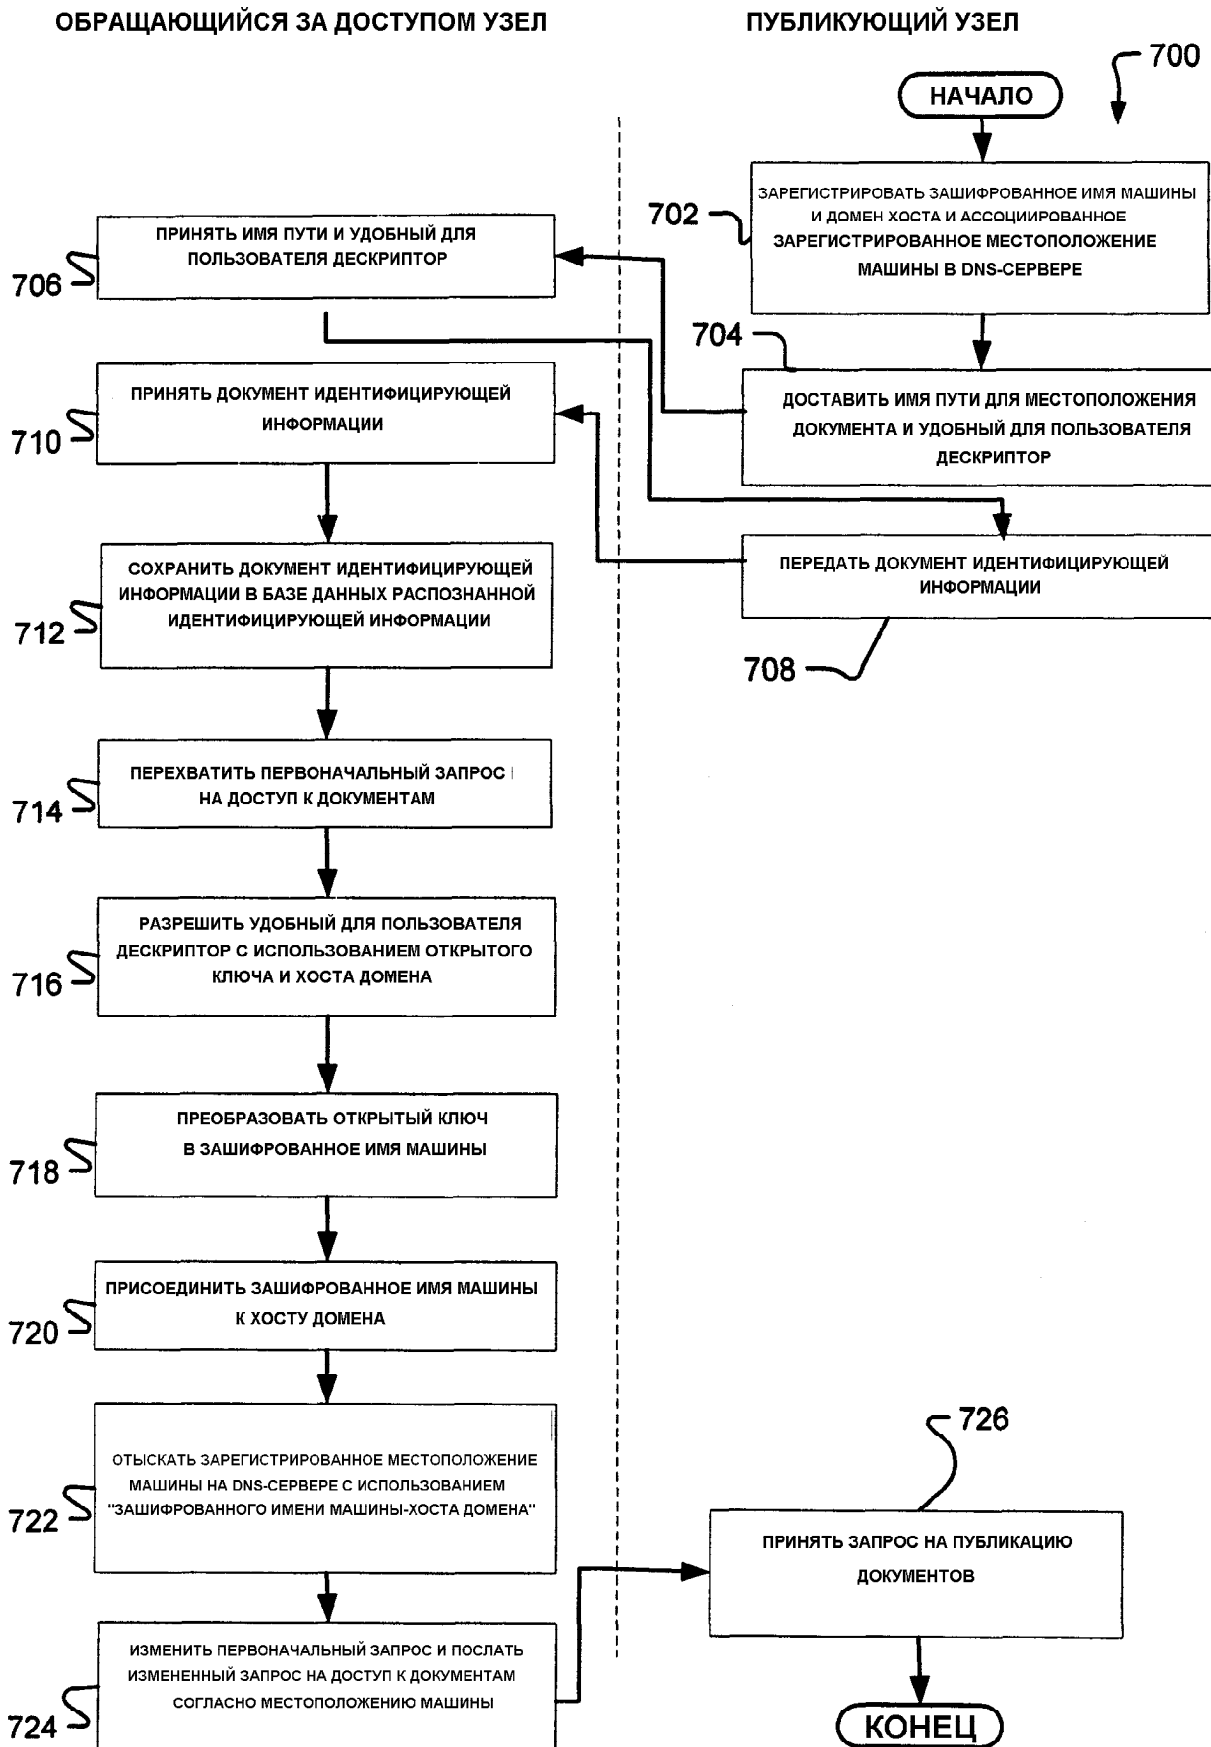 ОБРАЩАЮЩИЙСЯ ЗА ДОСТУПОМ УЗЕЛ
ПУБЛИКУЮЩИЙ УЗЕЛ
700
НАЧАЛО
702
ЗАРЕГИСТРИРОВАТЬ ЗАШИФРОВАННОЕ ИМЯ МАШИНЫ
И ДОМЕН ХОСТА И АССОЦИИРОВАННОЕ
ЗАРЕГИСТРИРОВАННОЕ МЕСТОПОЛОЖЕНИЕ
МАШИНЫ В DNS-СЕРВЕРЕ
704
ДОСТАВИТЬ ИМЯ ПУТИ ДЛЯ МЕСТОПОЛОЖЕНИЯ
ДОКУМЕНТА И УДОБНЫЙ ДЛЯ ПОЛЬЗОВАТЕЛЯ
ДЕСКРИПТОР
706
ПРИНЯТЬ ИМЯ ПУТИ И УДОБНЫЙ ДЛЯ
ПОЛЬЗОВАТЕЛЯ ДЕСКРИПТОР
ПЕРЕДАТЬ ДОКУМЕНТ ИДЕНТИФИЦИРУЮЩЕЙ
ИНФОРМАЦИИ
708
710
ПРИНЯТЬ ДОКУМЕНТ ИДЕНТИФИЦИРУЮЩЕЙ
ИНФОРМАЦИИ
712
СОХРАНИТЬ ДОКУМЕНТ ИДЕНТИФИЦИРУЮЩЕЙ
ИНФОРМАЦИИ В БАЗЕ ДАННЫХ РАСПОЗНАННОЙ
ИДЕНТИФИЦИРУЮЩЕЙ ИНФОРМАЦИИ
714
ПЕРЕХВАТИТЬ ПЕРВОНАЧАЛЬНЫЙ ЗАПРОС
НА ДОСТУП К ДОКУМЕНТАМ
716
РАЗРЕШИТЬ УДОБНЫЙ ДЛЯ ПОЛЬЗОВАТЕЛЯ
ДЕСКРИПТОР С ИСПОЛЬЗОВАНИЕМ ОТКРЫТОГО
КЛЮЧА И ХОСТА ДОМЕНА
718
ПРЕОБРАЗОВАТЬ ОТКРЫТЫЙ КЛЮЧ
В ЗАШИФРОВАННОЕ ИМЯ МАШИНЫ
720
ПРИСОЕДИНИТЬ ЗАШИФРОВАННОЕ ИМЯ МАШИНЫ
К ХОСТУ ДОМЕНА
722
ОТЫСКАТЬ ЗАРЕГИСТРИРОВАННОЕ МЕСТОПОЛОЖЕНИЕ
МАШИНЫ НА DNS-СЕРВЕРЕ С ИСПОЛЬЗОВАНИЕМ
"ЗАШИФРОВАННОГО ИМЕНИ МАШИНЫ-ХОСТА ДОМЕНА"
724
ИЗМЕНИТЬ ПЕРВОНАЧАЛЬНЫЙ ЗАПРОС И ПОСЛАТЬ
ИЗМЕНЕННЫЙ ЗАПРОС НА ДОСТУП К ДОКУМЕНТАМ
СОГЛАСНО МЕСТОПОЛОЖЕНИЮ МАШИНЫ
726
ПРИНЯТЬ ЗАПРОС НА ПУБЛИКАЦИЮ
ДОКУМЕНТОВ
КОНЕЦ